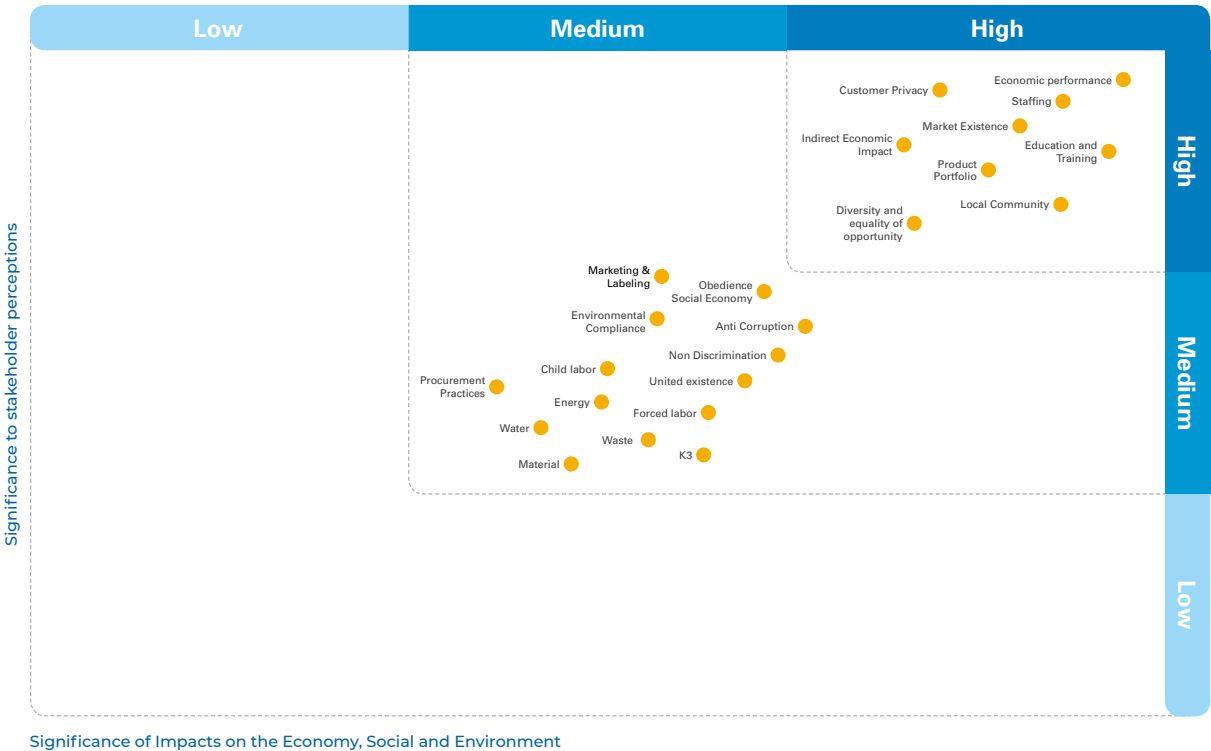 Low
Medium
High
Economic performance
Customer Privacy
Staffing
Market Existence
Indirect Economic
Impact
Education and
Training
Product
Portfolio
Local Community
Diversity and
equality of
opportunity
High
Marketing &
Labeling
Obedience
Social Economy
Environmental
Compliance
Anti Corruption
Non Discrimination
Child labor
United existence
Procurement
Practices
Energy
Forced labor
Water
Waste
K3
Material
Medium
Low
Significance to stakeholder perceptions
Significance of Impacts on the Economy, Social and Environment